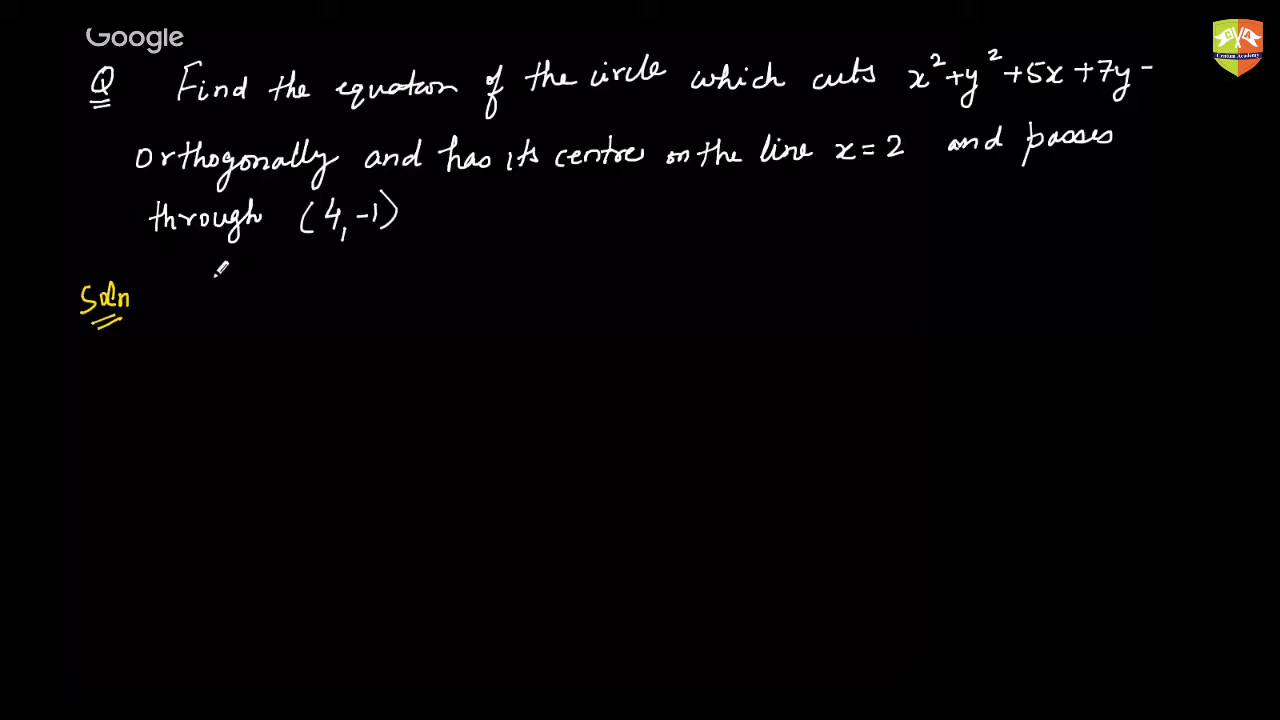 Google
Q Find the equation of the circle which cuts x²+y²+5x+7y-
orthogonally and has its centre on the line x=2 and passes
through (4,-1)
Soln